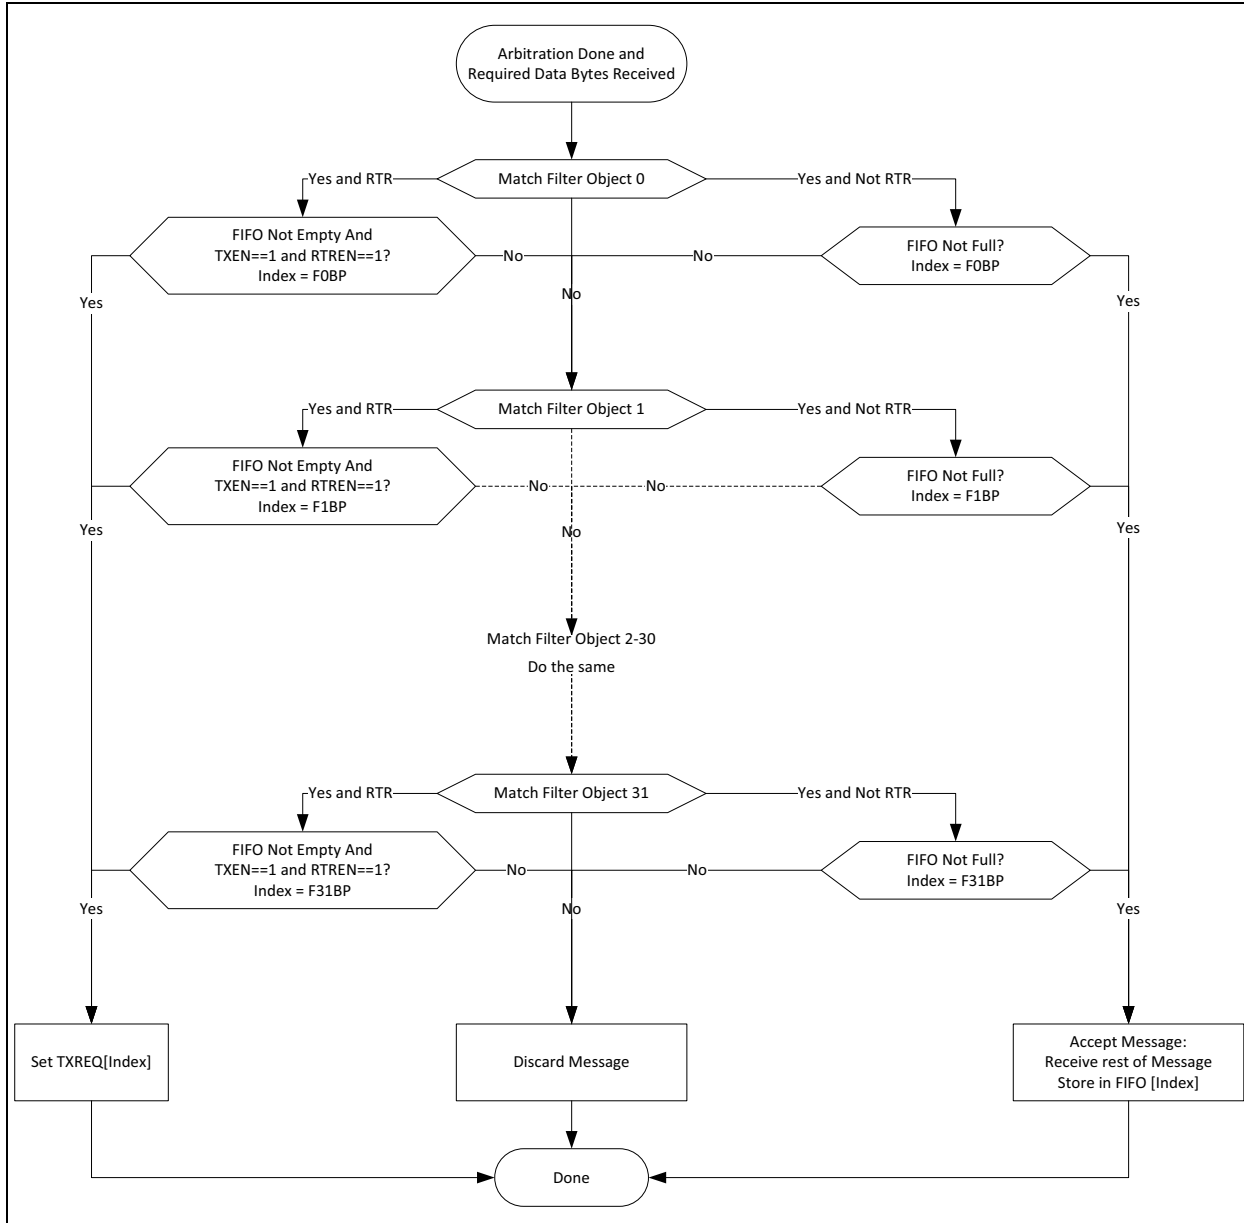 Arbitration Done and
Required Data Bytes Received
Match Filter Object 0
Yes and RTR
Yes and Not RTR
FIFO Not Empty And
TXEN==1 and RTREN==1?
Index = F0BP
No
No
FIFO Not Full?
Index = F0BP
Yes
No
Yes
Match Filter Object 1
Yes and RTR
Yes and Not RTR
FIFO Not Empty And
TXEN==1 and RTREN==1?
Index = F1BP
No
No
FIFO Not Full?
Index = F1BP
Yes
No
Yes
Match Filter Object 2-30
Do the same
Match Filter Object 31
Yes and RTR
Yes and Not RTR
FIFO Not Empty And
TXEN==1 and RTREN==1?
Index = F31BP
No
No
FIFO Not Full?
Index = F31BP
Yes
No
Yes
Set TXREQ[Index]
Discard Message
Accept Message:
Receive rest of Message
Store in FIFO [Index]
Done